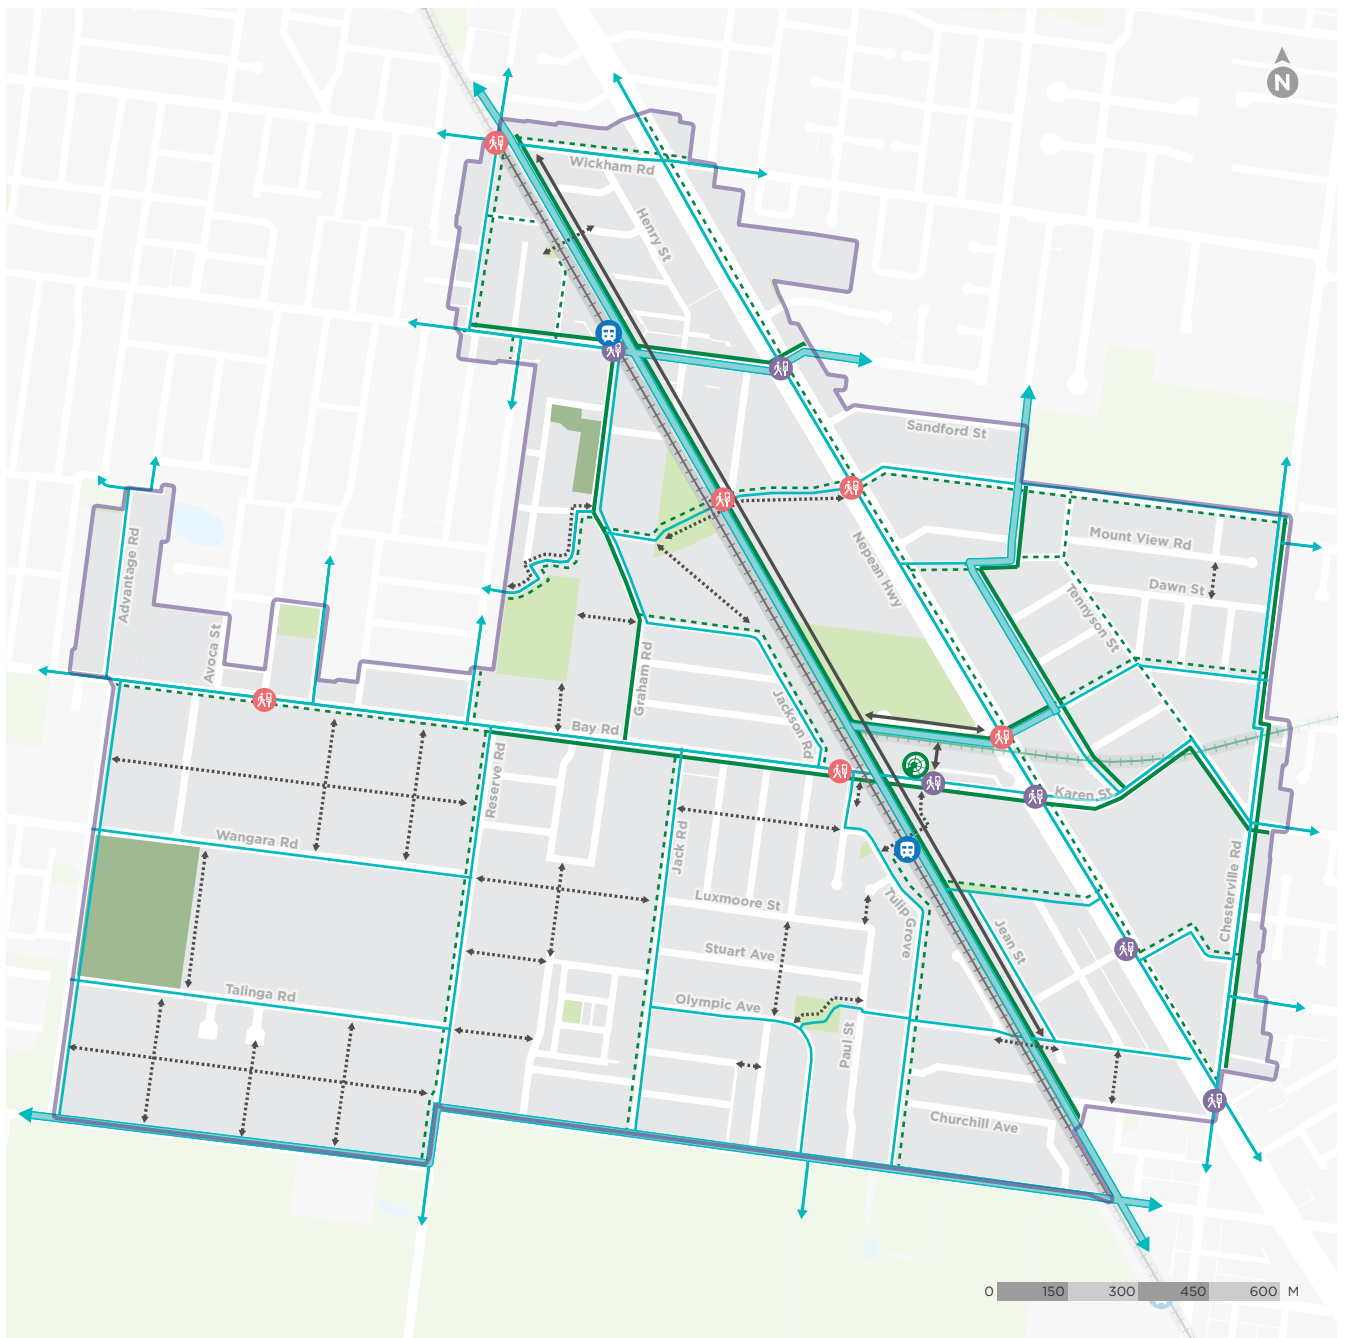 N
Wickham Rd
Henry St
Sandford St
Mount View Rd
Nepean Hwy
Dawn St
Advantage Rd
Tennyson St
Avoca St
Graham Rd
Jackson Rd
Bay Rd
Reserve Rd
Karen St
Wangara Rd
Jack Rd
Luxmoore St
Chesterville Rd
Tulip Grove
Jean St
Stuart Ave
Talinga Rd
Olympic Ave
Paul St
Churchill Ave
0 150 300 450 600 M